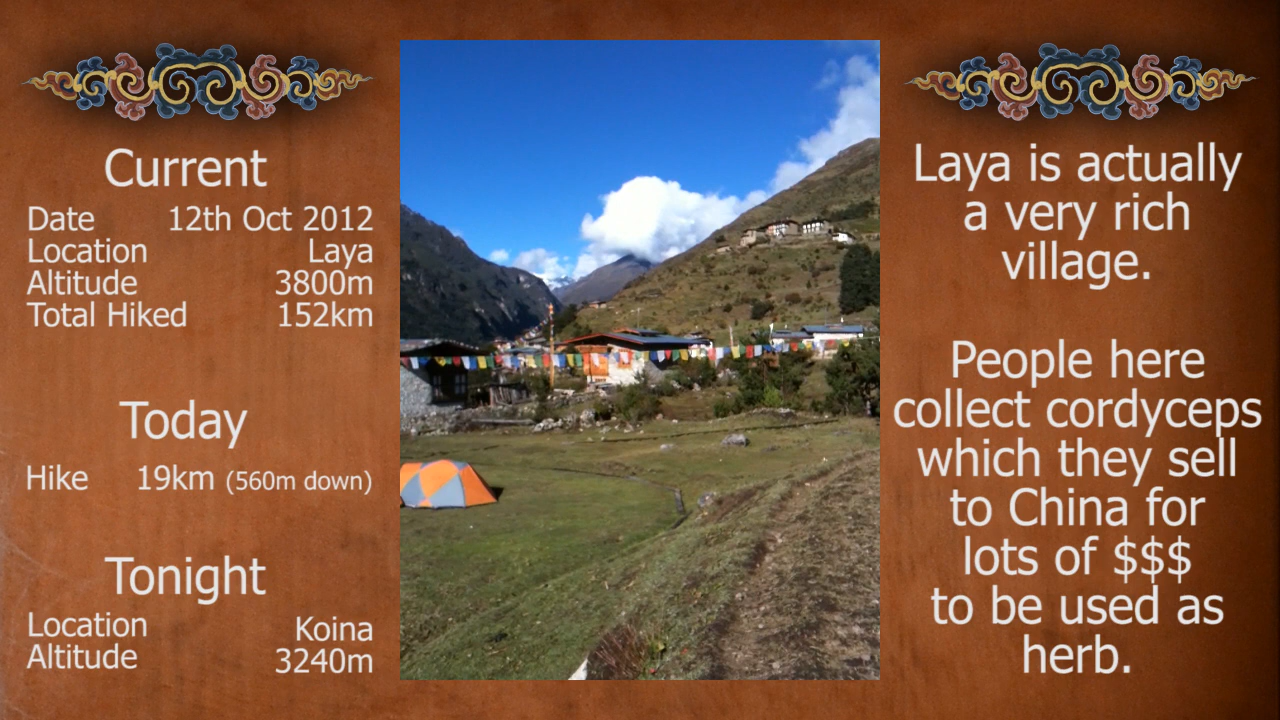 Current
Date 12th Oct 2012
Location Laya
Altitude 3800m
Total Hiked 152km
Today
Hike 19km (560m down)
Tonight
Location Koina
Altitude 3240m
Laya is actually
a very rich
village.
People here
collect cordyceps
which they sell
to China for
lots of $$$
to be used as
herb.